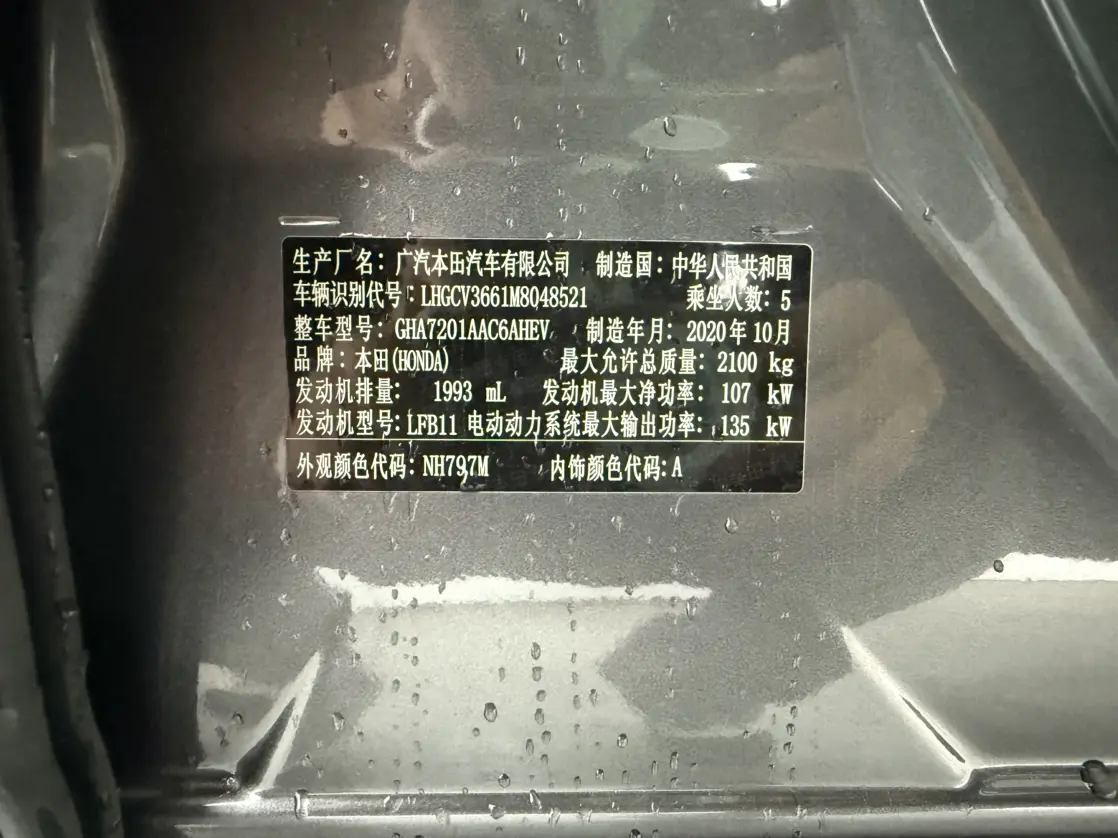 生产厂名：广汽本田汽车有限公司 制造国：中华人民共和国
车辆识别代号：LHGCV3661M8048521 乘坐人数：5
整车型号：GHA7201AAC6AHEV 制造年月：2020年10月
品牌：本田(HONDA) 最大允许总质量：2100 kg
发动机排量： 1993 mL 发动机最大净功率： 107 kW
发动机型号：LFB11 电动动力系统最大输出功率： 135 kW
外观颜色代码：NH797M 内饰颜色代码：A